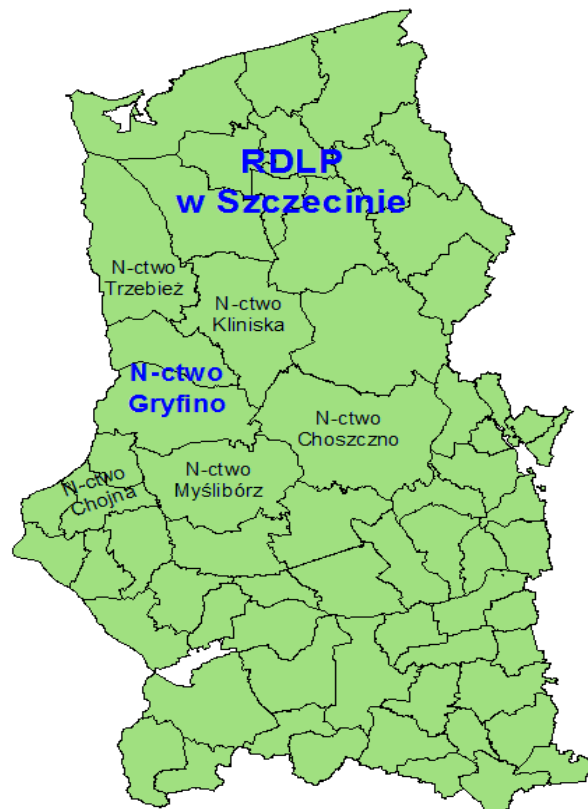 RDLP
w Szczecinie
N-ctwo
Trzebież
N-ctwo
Kliniska
N-ctwo
Gryfino
N-ctwo
Choszczno
N-ctwo
Chojna
N-ctwo
Myślibórz